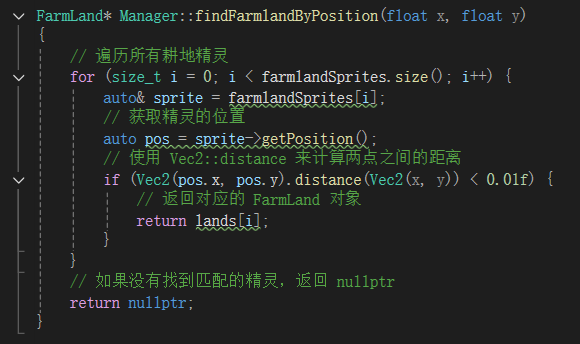 FarmLand* Manager::findFarmlandByPosition(float x, float y)
{
// 遍历所有耕地精灵
for (size_t i = 0; i < farmlandSprites.size(); i++) {
auto& sprite = farmlandSprites[i];
// 获取精灵的位置
auto pos = sprite->getPosition();
// 使用 Vec2::distance 来计算两点之间的距离
if (Vec2(pos.x, pos.y).distance(Vec2(x, y)) < 0.01f) {
// 返回对应的 FarmLand 对象
return lands[i];
}
}
// 如果没有找到匹配的精灵，返回 nullptr
return nullptr;
}